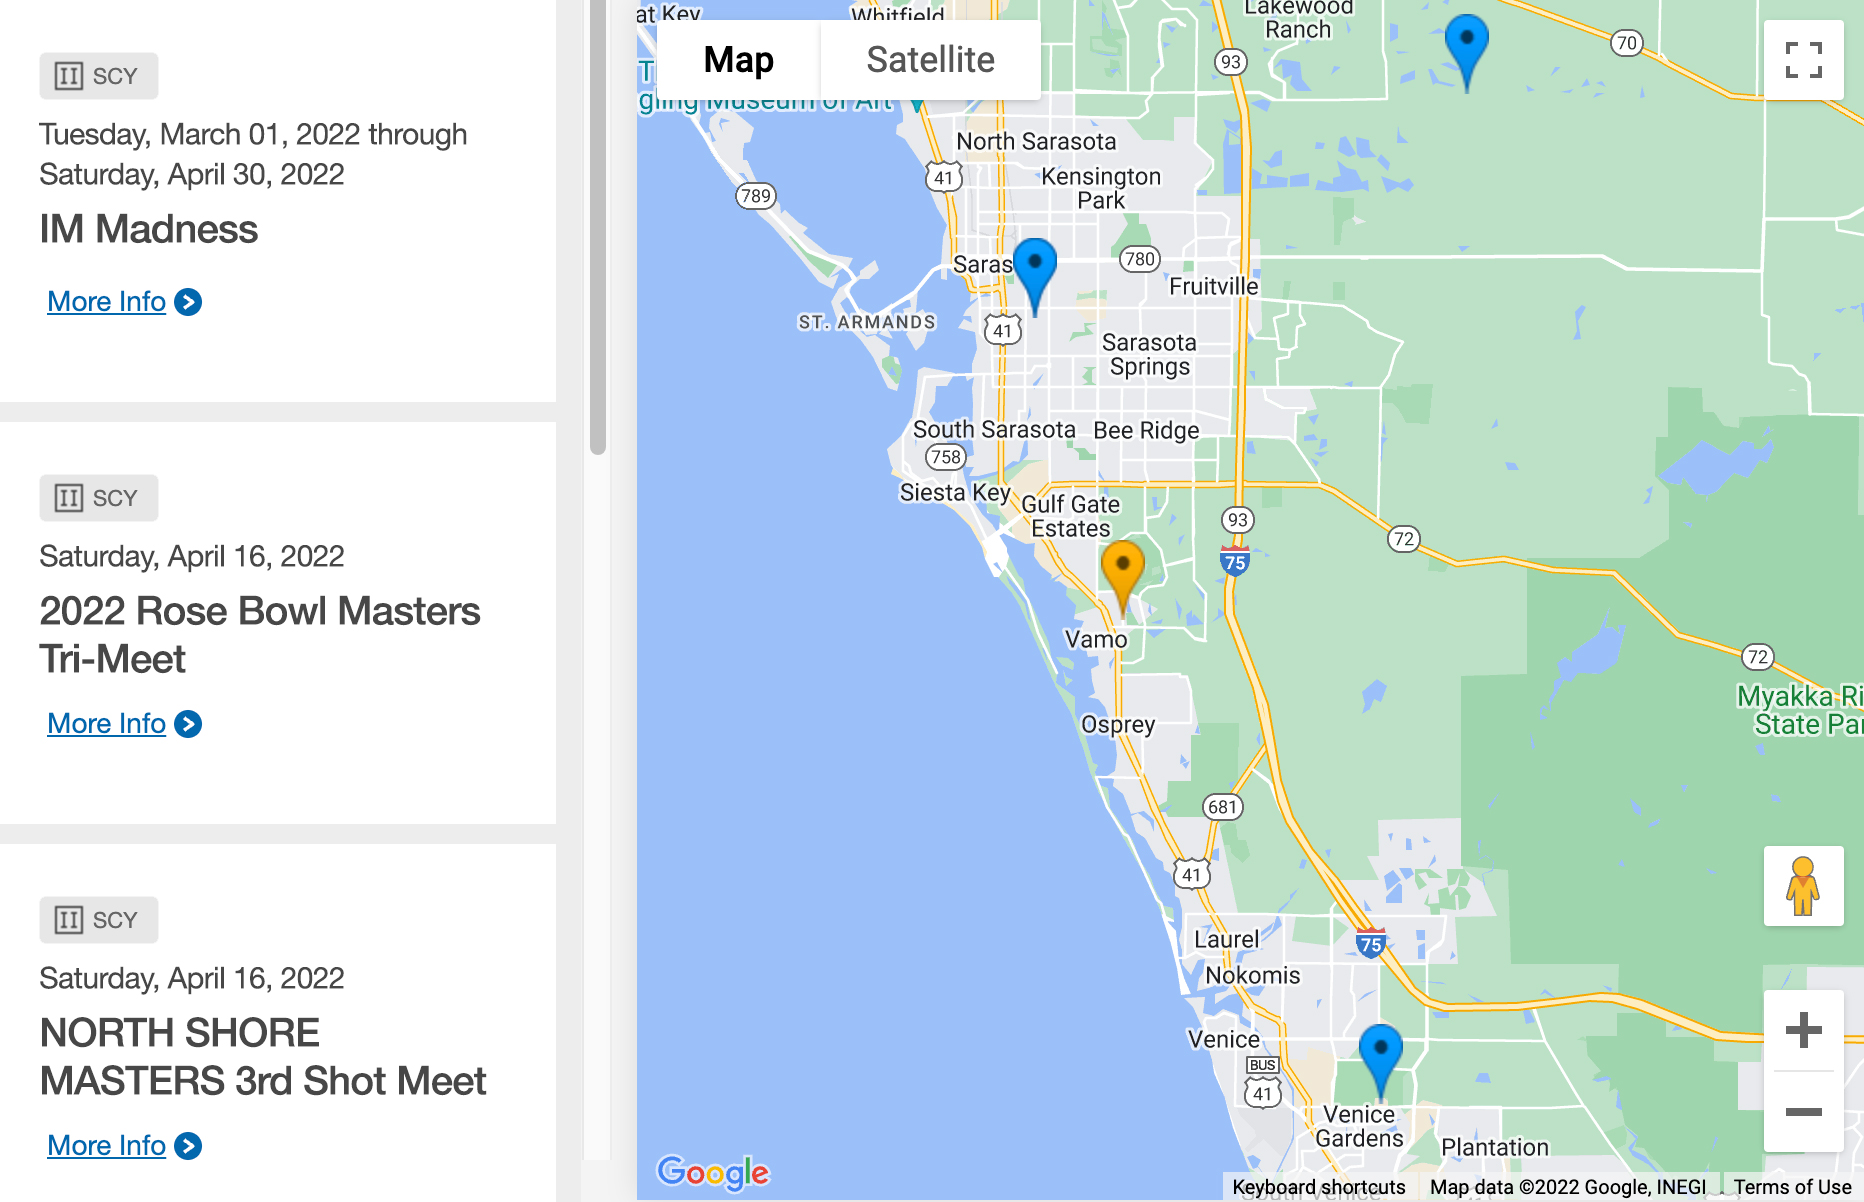 SCY
Tuesday, March 01, 2022 through
Saturday, April 30, 2022
IM Madness
More Info
SCY
Saturday, April 16, 2022
2022 Rose Bowl Masters
Tri-Meet
More Info
SCY
Saturday, April 16, 2022
NORTH SHORE
MASTERS 3rd Shot Meet
More Info
at Key
Whitfield
Lakewood
Ranch
Map
Satellite
70
93
gling Museum of Art
North Sarasota
41
Kensington
Park
789
Saras
780
Fruitville
ST. ARMANDS
41
Sarasota
Springs
South Sarasota
Bee Ridge
758
Siesta Key
Gulf Gate
Estates
93
72
75
Vamo
72
Myakka Ri
State Par
Osprey
681
41
Laurel
75
Nokomis
Venice
BUS
41
Venice
Gardens
Plantation
Google
South Venice
Keyboard shortcuts
Map data ©2022 Google, INEGI
Terms of Use